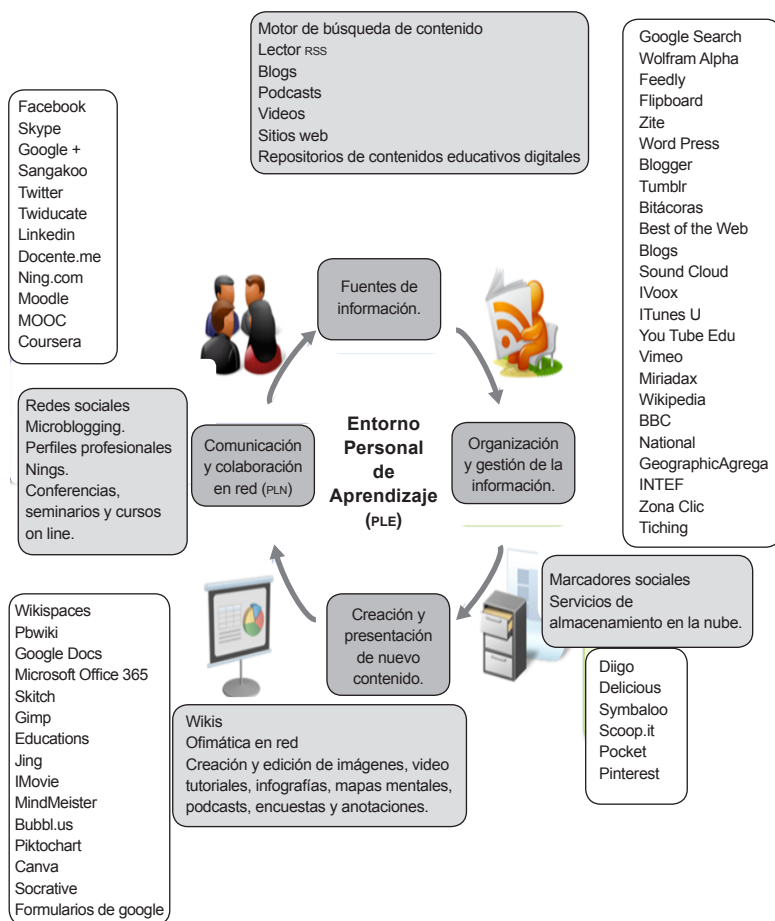 Motor de búsqueda de contenido
Lector RSS
Blogs
Podcasts
Videos
Sitios web
Repositorios de contenidos educativos digitales
Google Search
Wolfram Alpha
Feedly
Flipboard
Zite
Word Press
Blogger
Tumblr
Bitácoras
Best of the Web
Blogs
Sound Cloud
IVoox
ITunes U
You Tube Edu
Vimeo
Miriadax
Wikipedia
BBC
National
GeographicAgrega
INTEF
Zona Clic
Tiching
Facebook
Skype
Google +
Sangakoo
Twitter
Twiducate
Linkedin
Docente.me
Ning.com
Moodle
MOOC
Coursera
Fuentes de
información.
Redes sociales
Microblogging.
Perfiles profesionales
Nings.
Conferencias,
seminarios y cursos
on line.
Comunicación
y colaboración
en red (PLN)
Entorno
Personal
de
Aprendizaje
(PLE)
Organización
y gestión de la
información.
Marcadores sociales
Servicios de
almacenamiento en la nube.
Diigo
Delicious
Symbaloo
Scoop.it
Pocket
Pinterest
Creación y
presentación
de nuevo
contenido.
Wikis
Ofimática en red
Creación y edición de imágenes, video
tutoriales, infografías, mapas mentales,
podcasts, encuestas y anotaciones.
Wikispaces
Pbwiki
Google Docs
Microsoft Office 365
Skitch
Gimp
Educations
Jing
IMovie
MindMeister
Bubbl.us
Piktochart
Canva
Socrative
Formularios de google